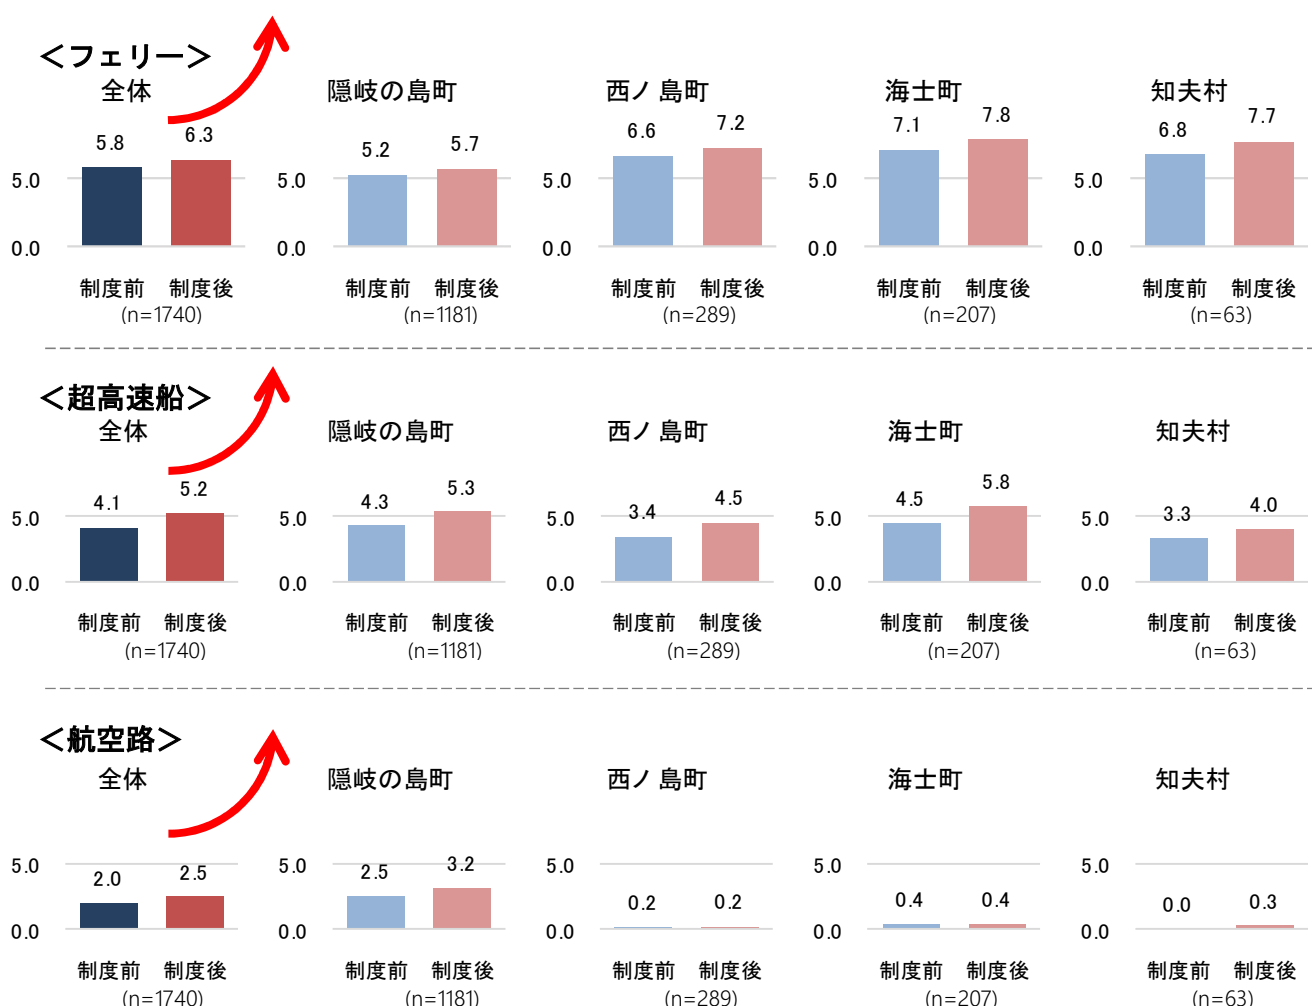 ＜フェリー＞
全体 隠岐の島町 西ノ島町 海士町 知夫村
5.8 6.3 5.2 5.7 6.6 7.2 7.1 7.8 6.8 7.7
5.0 5.0 5.0 5.0 5.0
0.0 0.0 0.0 0.0 0.0
制度前 制度後 制度前 制度後 制度前 制度後 制度前 制度後 制度前 制度後
(n=1740) (n=1181) (n=289) (n=207) (n=63)
＜超高速船＞
全体 隠岐の島町 西ノ島町 海士町 知夫村
4.1 5.2 4.3 5.3 3.4 4.5 4.5 5.8 3.3 4.0
5.0 5.0 5.0 5.0 5.0
0.0 0.0 0.0 0.0 0.0
制度前 制度後 制度前 制度後 制度前 制度後 制度前 制度後 制度前 制度後
(n=1740) (n=1181) (n=289) (n=207) (n=63)
＜航空路＞
全体 隠岐の島町 西ノ島町 海士町 知夫村
5.0 5.0 5.0 5.0 5.0
2.0 2.5 2.5 3.2 0.2 0.2 0.4 0.4 0.0 0.3
0.0 0.0 0.0 0.0 0.0
制度前 制度後 制度前 制度後 制度前 制度後 制度前 制度後 制度前 制度後
(n=1740) (n=1181) (n=289) (n=207) (n=63)